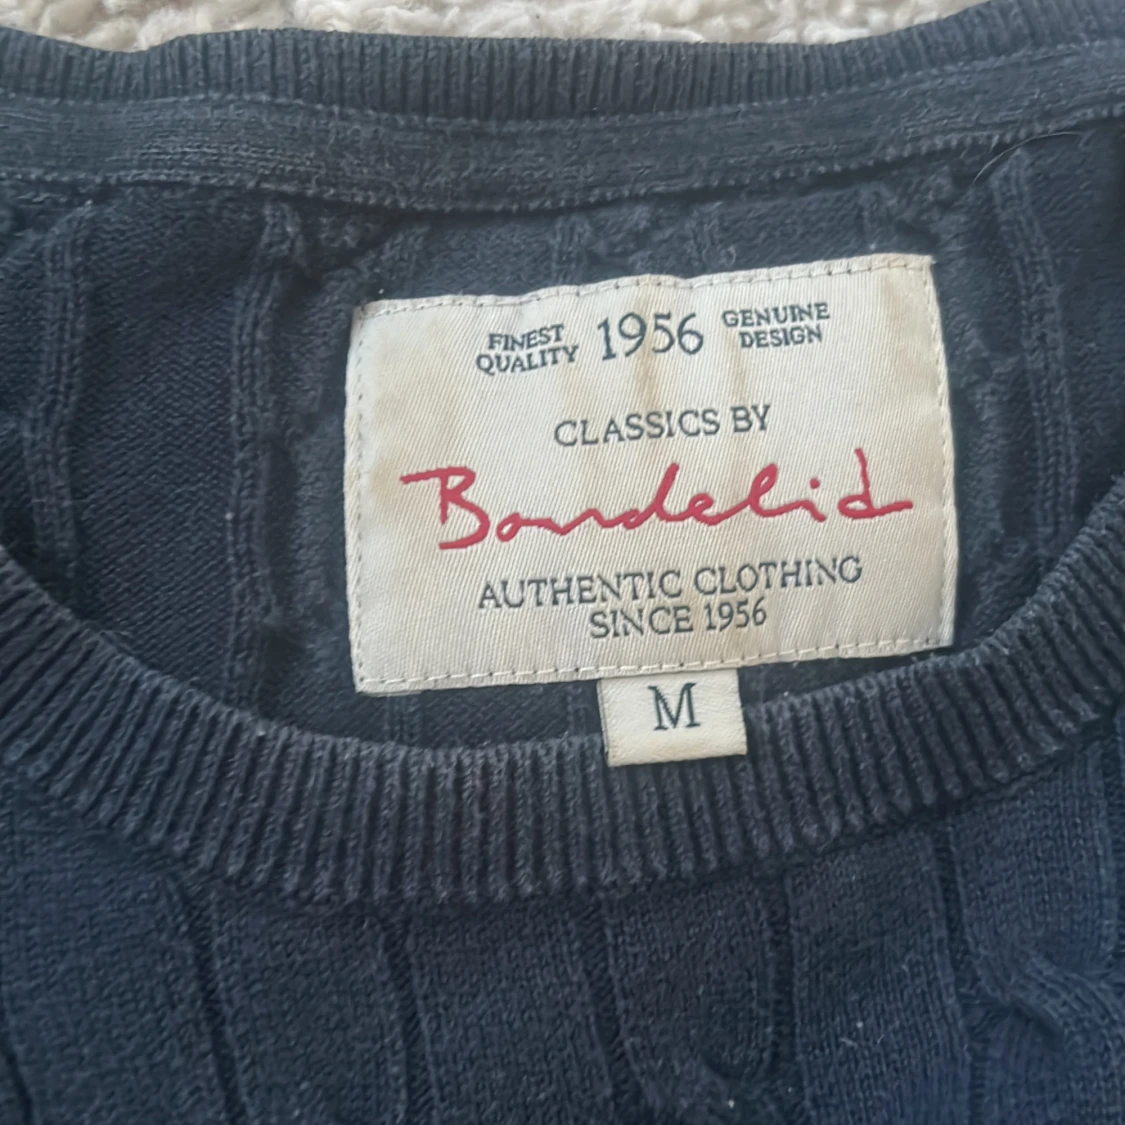 FINEST QUALITY 1956 GENUINE DESIGN
CLASSICS BY
Bondelid
AUTHENTIC CLOTHING
SINCE 1956
M